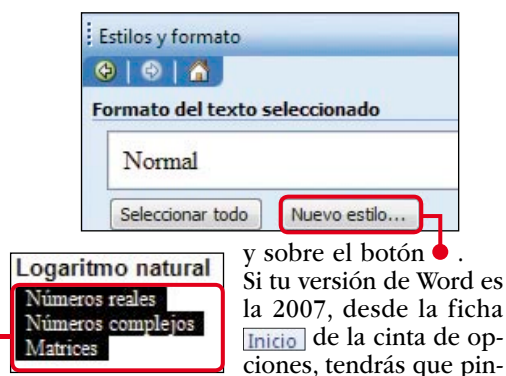 Estilos y formato
Formato del texto seleccionado
Normal
Seleccionar todo
Nuevo estilo...
Logaritmo natural
Números reales
Números complejos
Matrices
y sobre el botón .
Si tu versión de Word es
la 2007, desde la ficha
Inicio de la cinta de op-
ciones, tendrás que pin-